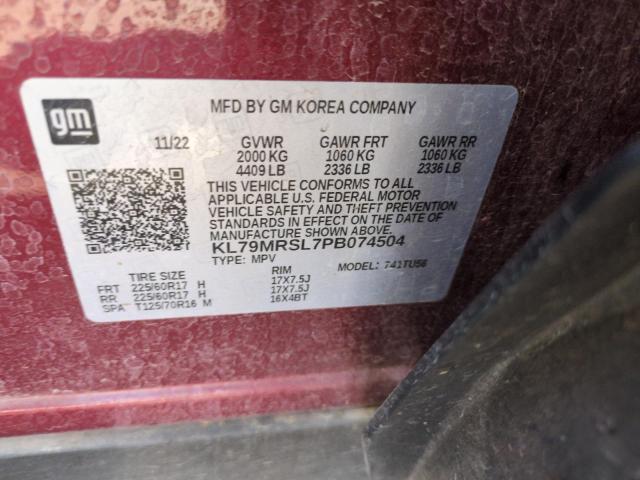 gm
MFD BY GM KOREA COMPANY
11/22 GVWR GAWR FRT GAWR RR
2000 KG 1060 KG 1060 KG
4409 LB 2336 LB 2336 LB
THIS VEHICLE CONFORMS TO ALL
APPLICABLE U.S. FEDERAL MOTOR
VEHICLE SAFETY AND THEFT PREVENTION
STANDARDS IN EFFECT ON THE DATE OF
MANUFACTURE SHOWN ABOVE.
KL79MRSL7PB074504
TYPE: MPV MODEL: 741TU56
TIRE SIZE RIM
FRT 225/60R17 H 17X7.5J
RR 225/60R17 H 17X7.5J
SPA T125/70R16 M 16X4BT